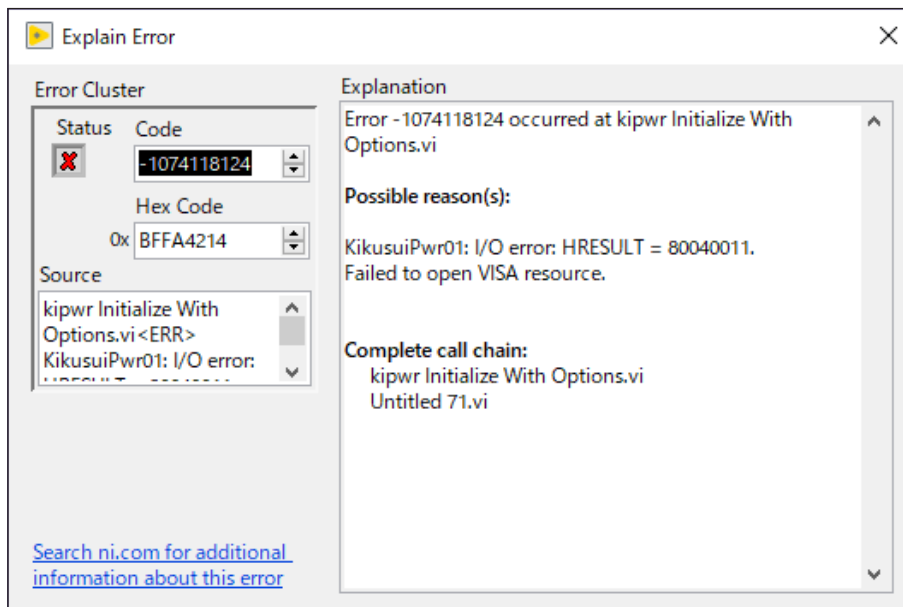 Explain Error
Error Cluster
Status
Code
-1074118124
Hex Code
0x BFFA4214
Source
kipwr Initialize With
Options.vi<ERR>
KikusuiPwr01: I/O error:
Explanation
Error -1074118124 occurred at kipwr Initialize With
Options.vi
Possible reason(s):
KikusuiPwr01: I/O error: HRESULT = 80040011.
Failed to open VISA resource.
Complete call chain:
kipwr Initialize With Options.vi
Untitled 71.vi
Search ni.com for additional
information about this error